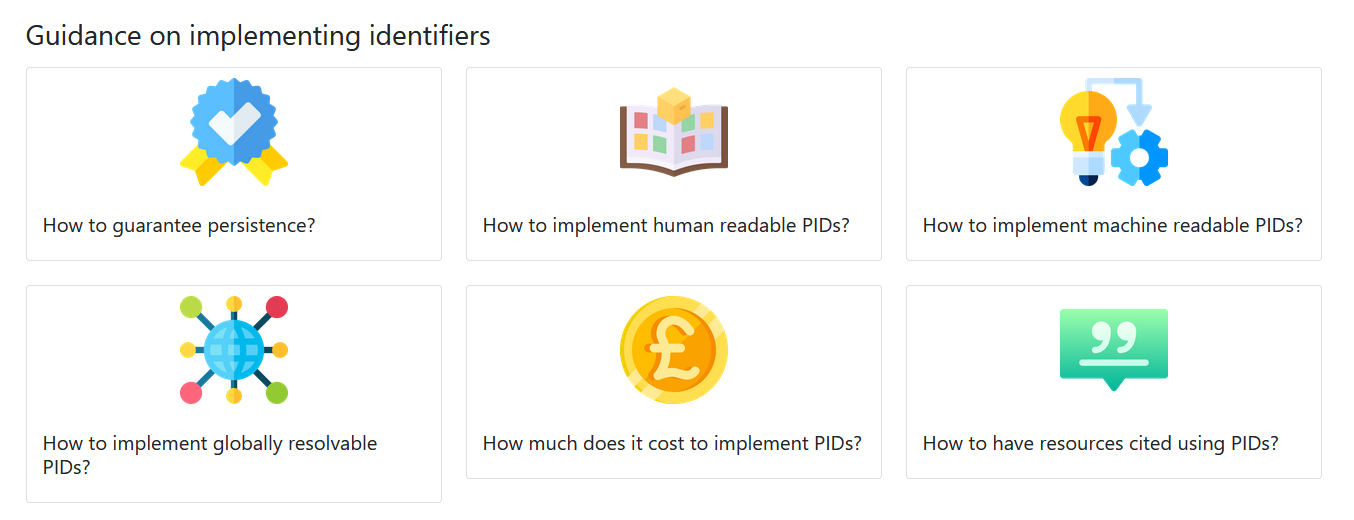 Guidance on implementing identifiers
How to guarantee persistence?
How to implement human readable PIDs?
How to implement machine readable PIDs?
How to implement globally resolvable
PIDs?
How much does it cost to implement PIDs?
How to have resources cited using PIDs?